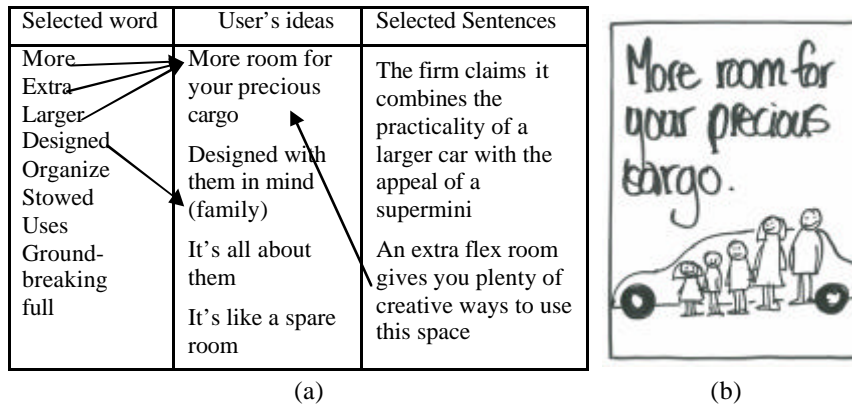 Selected word
User's ideas
Selected Sentences
More
Extra
Larger
Designed
Organize
Stowed
Uses
Ground-
breaking
full
More room for
your precious
cargo
Designed with
them in mind
(family)
It's all about
them
It's like a spare
room
The firm claims it
combines the
practicality of a
larger car with the
appeal of a
supermini
An extra flex room
gives you plenty of
creative ways to use
this space
(a)
More room for
your precious
cargo.
(b)